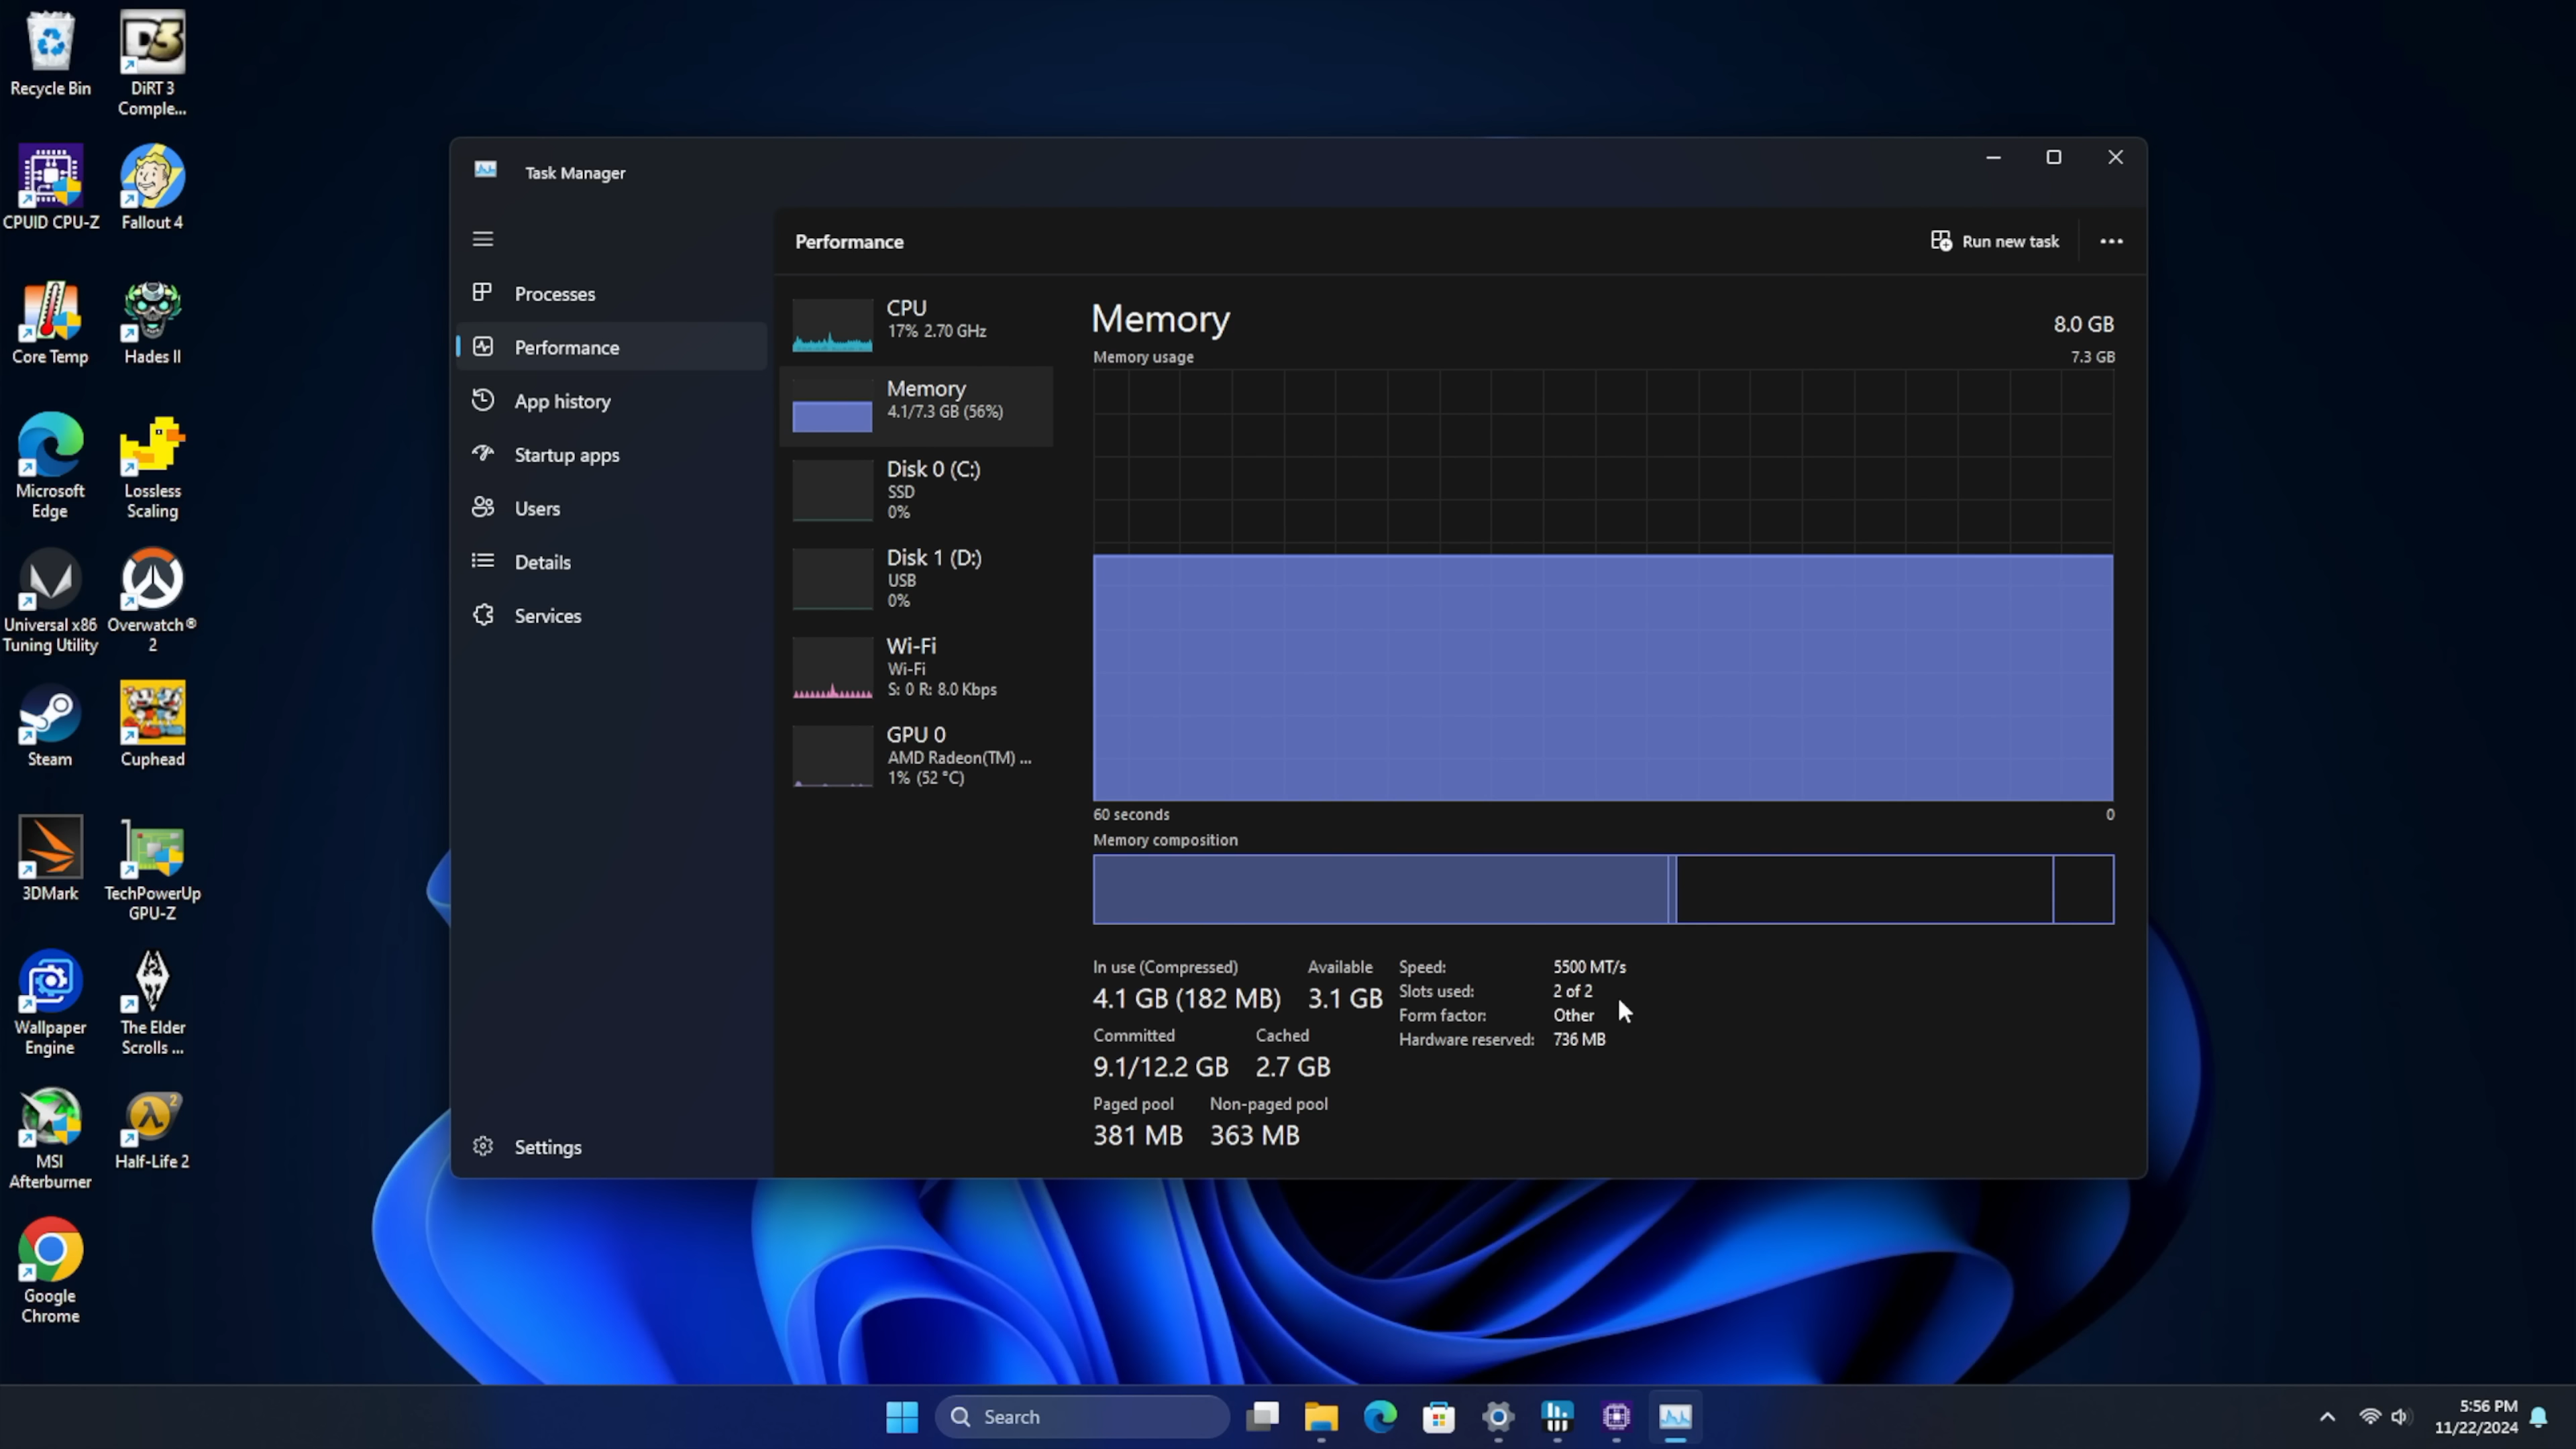 Recycle Bin
DiRT 3
Comple...
CPUID CPU-Z
Fallout 4
Core Temp
Hades II
Microsoft
Edge
Lossless
Scaling
Universal x86
Tuning Utility
Overwatch®
2
Steam
Cuphead
3DMark
TechPowerUp
GPU-Z
Wallpaper
Engine
The Elder
Scrolls ...
MSI
Afterburner
Half-Life 2
Google
Chrome
Task Manager
Processes
Performance
App history
Startup apps
Users
Details
Services
Settings
Performance
Run new task
CPU
17% 2.70 GHz
Memory
4.1/7.3 GB (56%)
Disk 0 (C:)
SSD
0%
Disk 1 (D:)
USB
0%
Wi-Fi
Wi-Fi
S: 0 R: 8.0 Kbps
GPU 0
AMD Radeon(TM) ...
1% (52 °C)
Memory
8.0 GB
Memory usage
7.3 GB
60 seconds
0
Memory composition
In use (Compressed)
4.1 GB (182 MB)
Available
3.1 GB
Committed
9.1/12.2 GB
Cached
2.7 GB
Paged pool
381 MB
Non-paged pool
363 MB
Speed: 5500 MT/s
Slots used: 2 of 2
Form factor: Other
Hardware reserved: 736 MB
Search
5:56 PM
11/22/2024